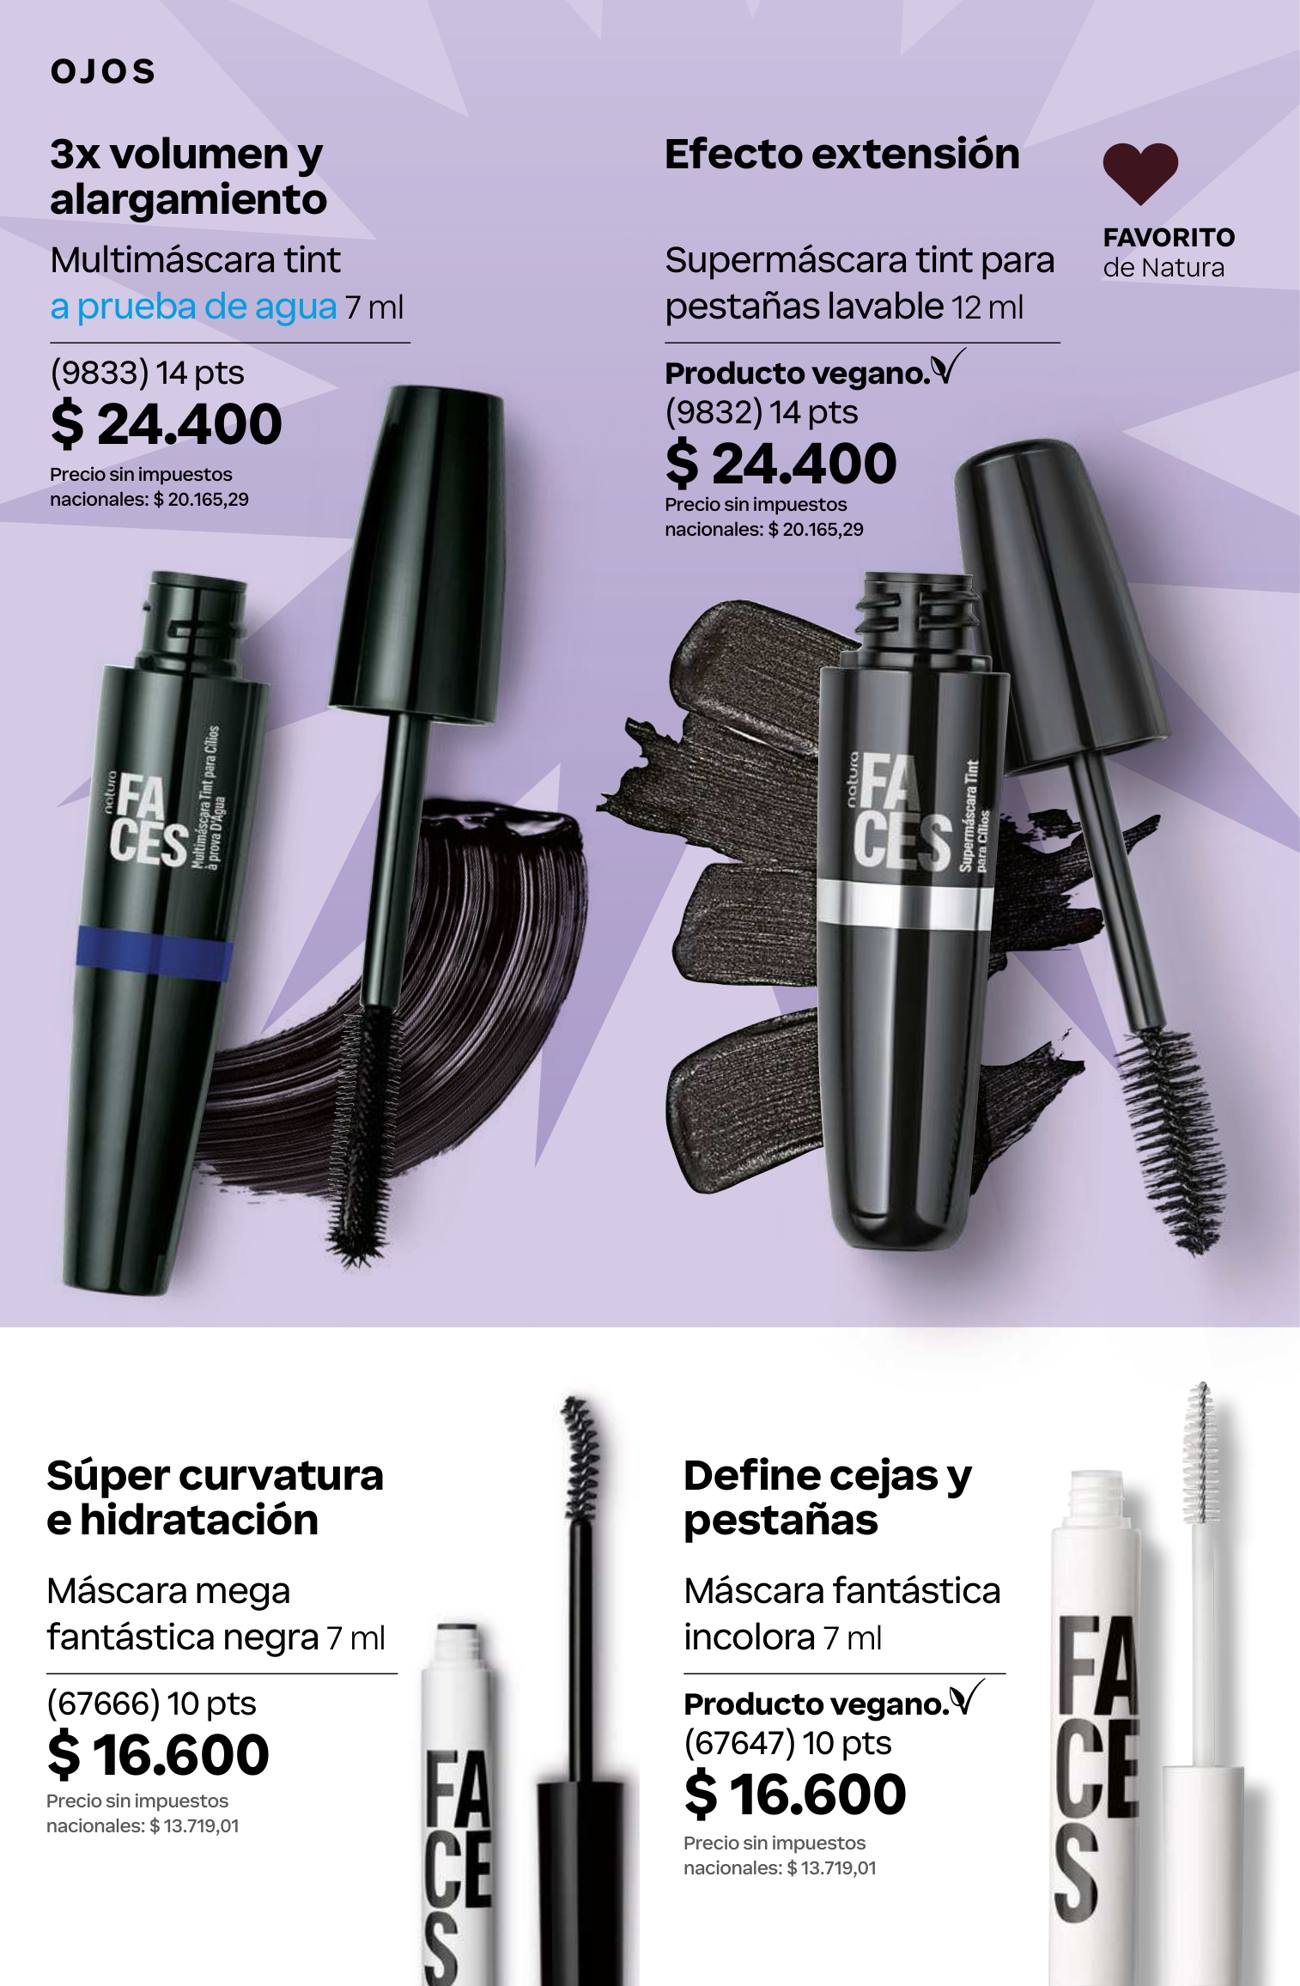 OJOS
3x volumen y
alargamiento
Multimáscara tint
a prueba de agua 7 ml
(9833) 14 pts
$ 24.400
Precio sin impuestos
nacionales: $ 20.165,29
Efecto extensión
FAVORITO
de Natura
Supermáscara tint para
pestañas lavable 12 ml
Producto vegano.
(9832) 14 pts
$ 24.400
Precio sin impuestos
nacionales: $ 20.165,29
natura
FA
CES
Multimáscara Tint para Cílios
à prova D'Água
natura
FA
CES
Supermáscara Tint
para Cílios
Súper curvatura
e hidratación
Máscara mega
fantástica negra 7 ml
(67666) 10 pts
$ 16.600
Precio sin impuestos
nacionales: $ 13.719,01
FA
CE
S
Define cejas y
pestañas
Máscara fantástica
incolora 7 ml
Producto vegano.
(67647) 10 pts
$ 16.600
Precio sin impuestos
nacionales: $ 13.719,01
FA
CE
S